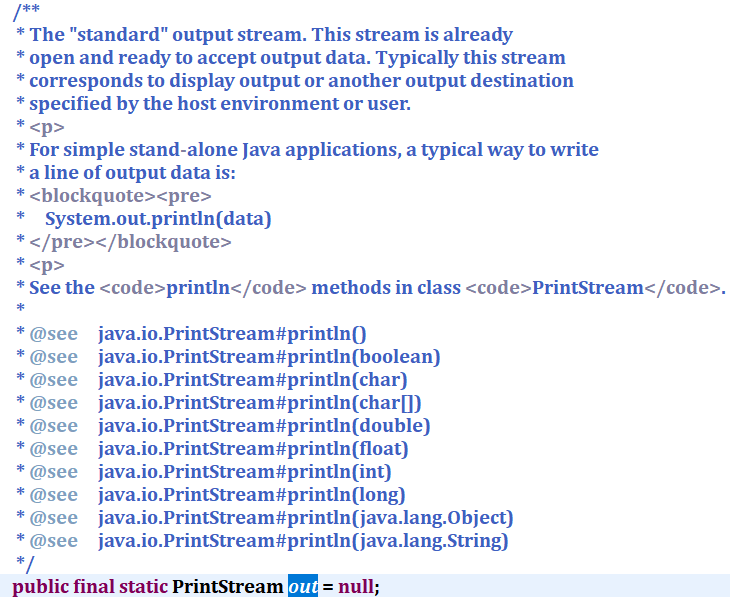 /**
 * The "standard" output stream. This stream is already
 * open and ready to accept output data. Typically this stream
 * corresponds to display output or another output destination
 * specified by the host environment or user.
 * <p>
 * For simple stand-alone Java applications, a typical way to write
 * a line of output data is:
 * <blockquote><pre>
 *    System.out.println(data)
 * </pre></blockquote>
 * <p>
 * See the <code>println</code> methods in class <code>PrintStream</code>.
 *
 * @see    java.io.PrintStream#println()
 * @see    java.io.PrintStream#println(boolean)
 * @see    java.io.PrintStream#println(char)
 * @see    java.io.PrintStream#println(char[])
 * @see    java.io.PrintStream#println(double)
 * @see    java.io.PrintStream#println(float)
 * @see    java.io.PrintStream#println(int)
 * @see    java.io.PrintStream#println(long)
 * @see    java.io.PrintStream#println(java.lang.Object)
 * @see    java.io.PrintStream#println(java.lang.String)
 */
public final static PrintStream out = null;